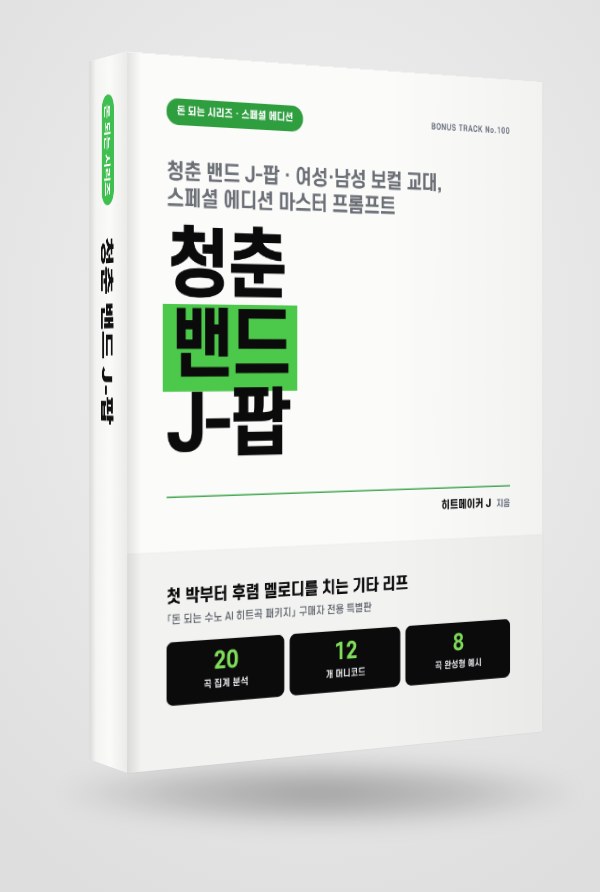 돈 되는 시리즈 · 스페셜 에디션
BONUS TRACK No.100
청춘 밴드 J-팝 · 여성·남성 보컬 교대,
스페셜 에디션 마스터 프롬프트
청춘
밴드
J-팝
히트메이커 J 지음
첫 박부터 후렴 멜로디를 치는 기타 리프
『돈 되는 수노 AI 히트곡 패키지』 구매자 전용 특별판
20
곡 집계 분석
12
개 머니코드
8
곡 완성형 예시
돈 되는 시리즈
청춘 밴드 J-팝